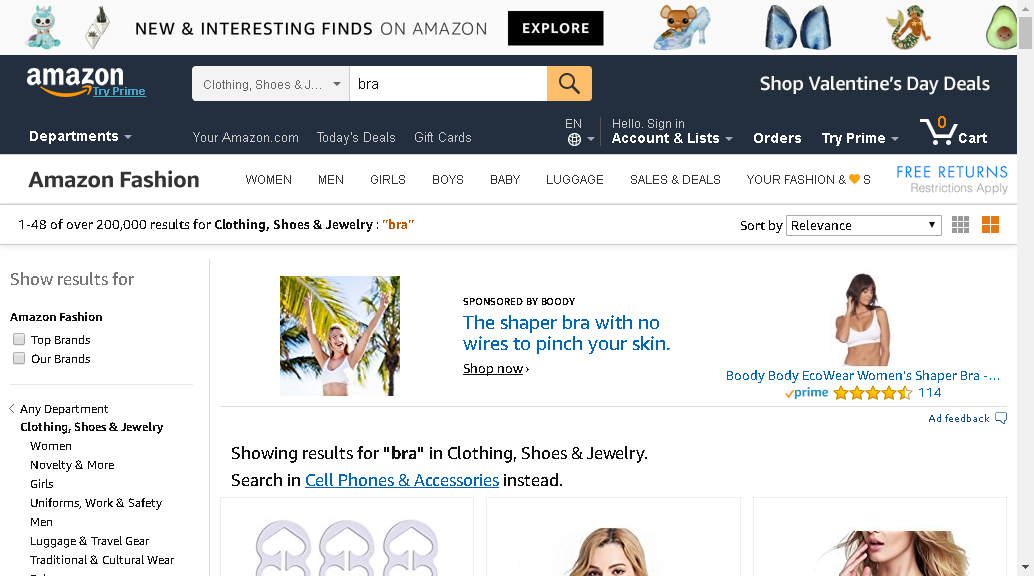 NEW & INTERESTING FINDS ON AMAZON EXPLORE
amazon
Try Prime
Clothing, Shoes & J...
bra
Shop Valentine's Day Deals
Departments
Your Amazon.com
Today's Deals
Gift Cards
EN
Hello. Sign in
Account & Lists
Orders
Try Prime
0
Cart
Amazon Fashion
WOMEN
MEN
GIRLS
BOYS
BABY
LUGGAGE
SALES & DEALS
YOUR FASHION & 🧡 S
FREE RETURNS
Restrictions Apply
1-48 of over 200,000 results for Clothing, Shoes & Jewelry : "bra"
Sort by Relevance
Show results for
Amazon Fashion
Top Brands
Our Brands
Any Department
Clothing, Shoes & Jewelry
Women
Novelty & More
Girls
Uniforms, Work & Safety
Men
Luggage & Travel Gear
Traditional & Cultural Wear
SPONSORED BY BOODY
The shaper bra with no
wires to pinch your skin.
Shop now ›
Boody Body EcoWear Women's Shaper Bra -...
prime
114
Ad feedback
Showing results for "bra" in Clothing, Shoes & Jewelry.
Search in Cell Phones & Accessories instead.